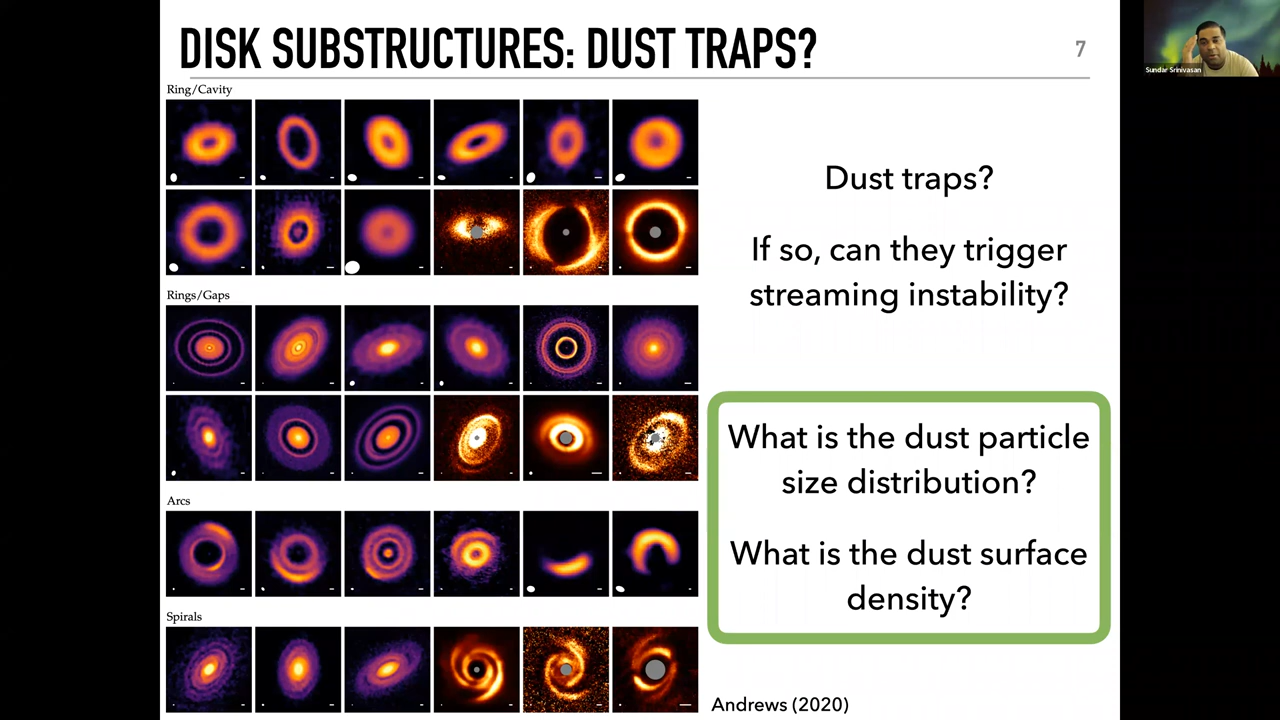 DISK SUBSTRUCTURES: DUST TRAPS?
7
Sundar Srinivasan
Ring/Cavity
Dust traps?
If so, can they trigger
streaming instability?
Rings/Gaps
What is the dust particle
size distribution?
What is the dust surface
density?
Arcs
Spirals
Andrews (2020)